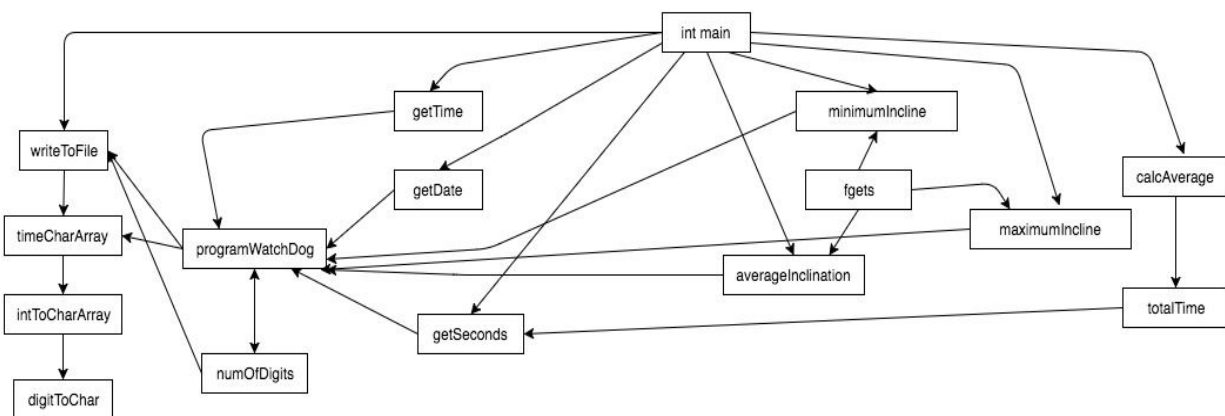 int main
getTime
minimumIncline
writeToFile
getDate
fgets
calcAverage
timeCharArray
programWatchDog
maximumIncline
averageInclination
intToCharArray
getSeconds
totalTime
numOfDigits
digitToChar